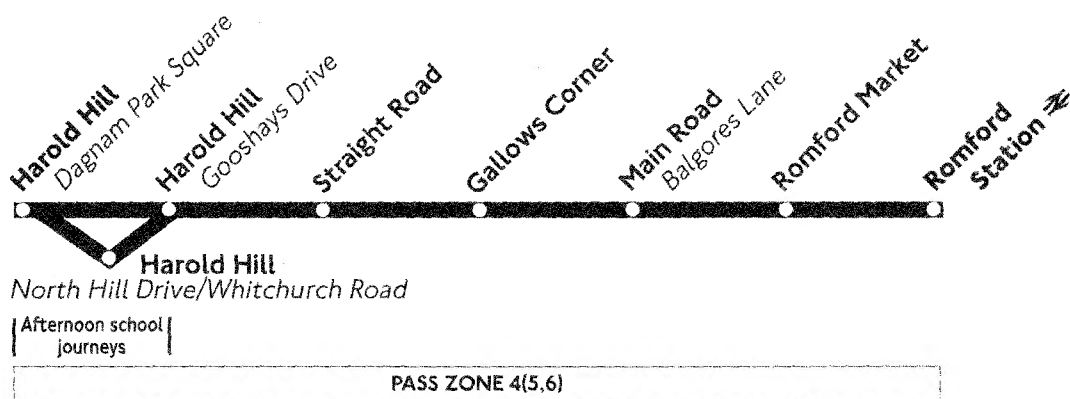 Harold Hill
Dagnam Park Square
Harold Hill
Gooshays Drive
Straight Road
Gallows Corner
Main Road
Balgores Lane
Romford Market
Romford
Station
Harold Hill
North Hill Drive/Whitchurch Road
Afternoon school
journeys
PASS ZONE 4(5,6)